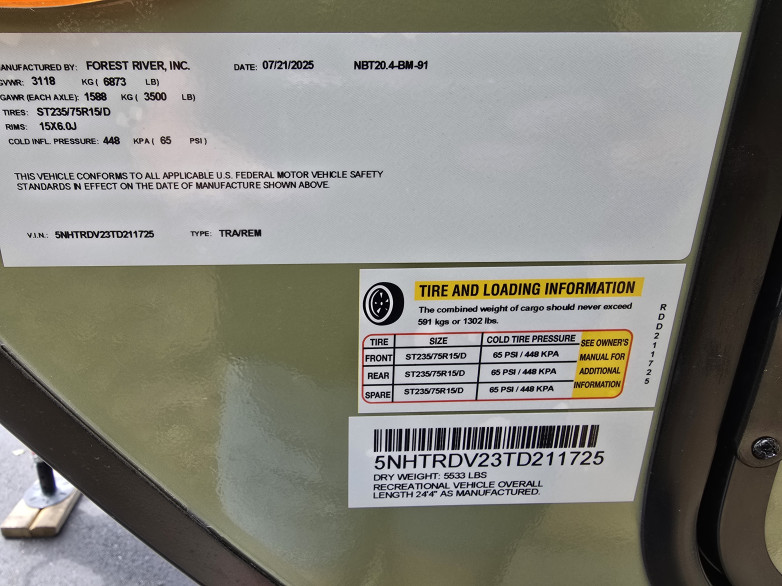 ANUFACTURED BY: FOREST RIVER, INC. DATE: 07/21/2025 NBT20.4-BM-91
GVWR: 3118 KG ( 6873 LB)
GAWR (EACH AXLE): 1588 KG ( 3500 LB)
TIRES: ST235/75R15/D
RIMS: 15X6.0J
COLD INFL. PRESSURE: 448 KPA ( 65 PSI )
THIS VEHICLE CONFORMS TO ALL APPLICABLE U.S. FEDERAL MOTOR VEHICLE SAFETY
STANDARDS IN EFFECT ON THE DATE OF MANUFACTURE SHOWN ABOVE.
V.I.N.: 5NHTRDV23TD211725 TYPE: TRA/REM
TIRE AND LOADING INFORMATION
The combined weight of cargo should never exceed
591 kgs or 1302 lbs.
TIRE SIZE COLD TIRE PRESSURE
FRONT ST235/75R15/D 65 PSI / 448 KPA
REAR ST235/75R15/D 65 PSI / 448 KPA
SPARE ST235/75R15/D 65 PSI / 448 KPA
SEE OWNER'S
MANUAL FOR
ADDITIONAL
INFORMATION
RDD211725
5NHTRDV23TD211725
DRY WEIGHT: 5533 LBS
RECREATIONAL VEHICLE OVERALL
LENGTH 24'4" AS MANUFACTURED.